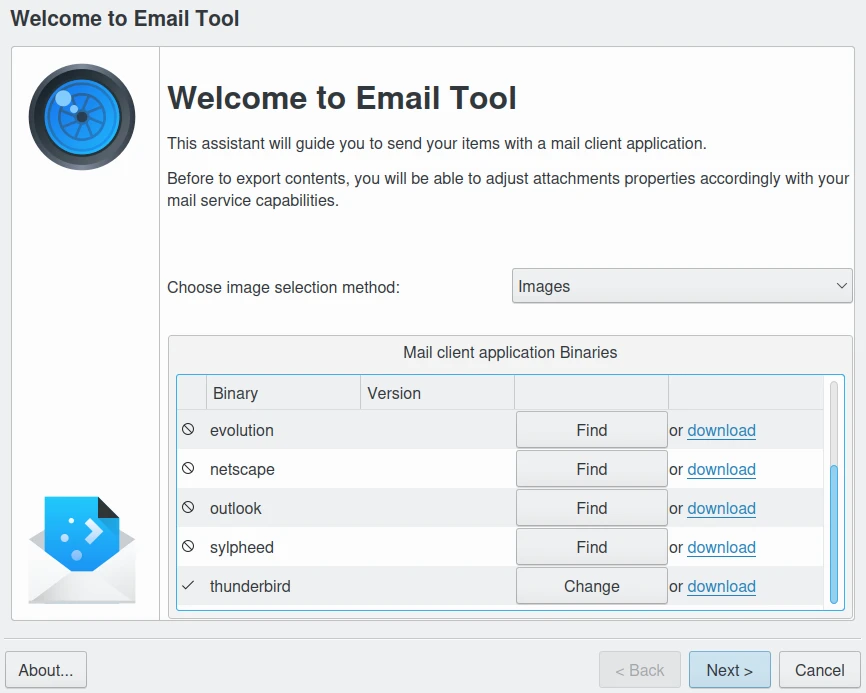 Welcome to Email Tool
Welcome to Email Tool
This assistant will guide you to send your items with a mail client application.
Before to export contents, you will be able to adjust attachments properties accordingly with your
mail service capabilities.
Choose image selection method: Images
Mail client application Binaries
Binary Version
evolution Find or download
netscape Find or download
outlook Find or download
sylpheed Find or download
thunderbird Change or download
About... < Back Next > Cancel